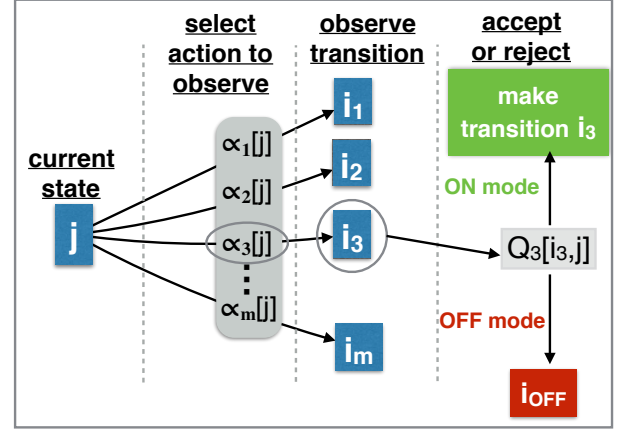 select
action to
observe
observe
transition
accept
or reject
current
state
j
∝1[j]
∝2[j]
∝3[j]
⋮
∝m[j]
i1
i2
i3
im
make
transition i3
ON mode
Q3[i3,j]
OFF mode
iOFF